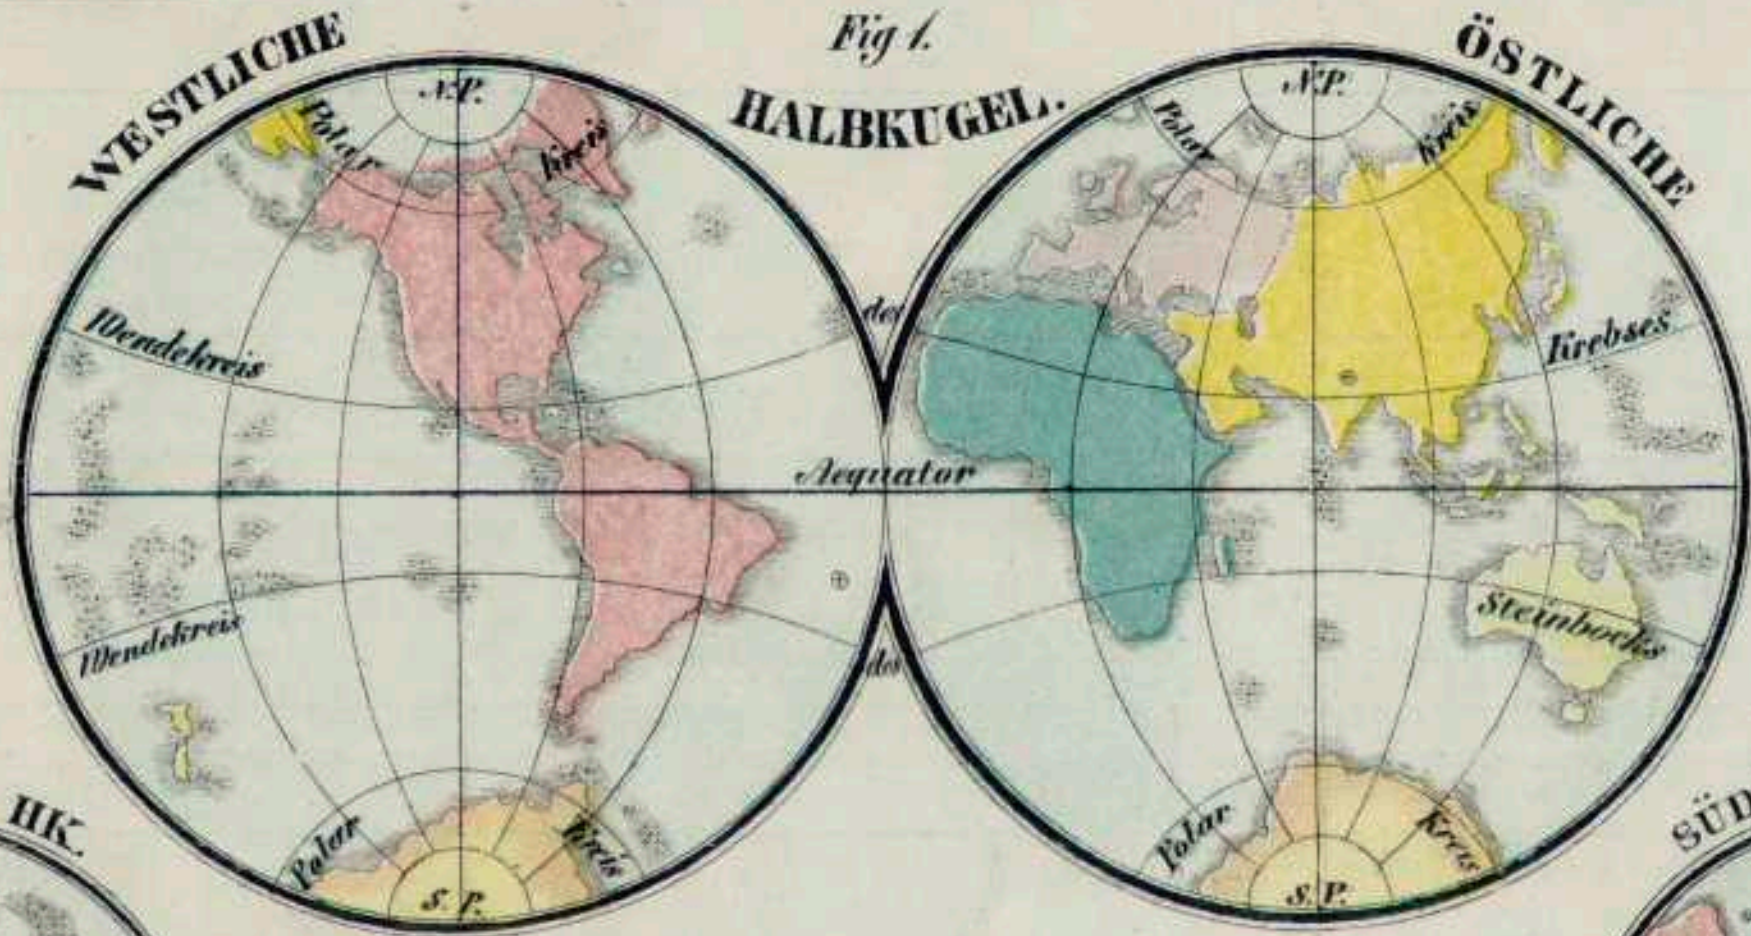 Fig 1.
WESTLICHE HALBKUGEL. ÖSTLICHE
N.P. N.P.
Polar Kreis Polar Kreis
Wendekreis des Krebses
Aequator
Wendekreis des Steinbocks
Polar Kreis Polar Kreis
S.P. S.P.
HK. SÜD